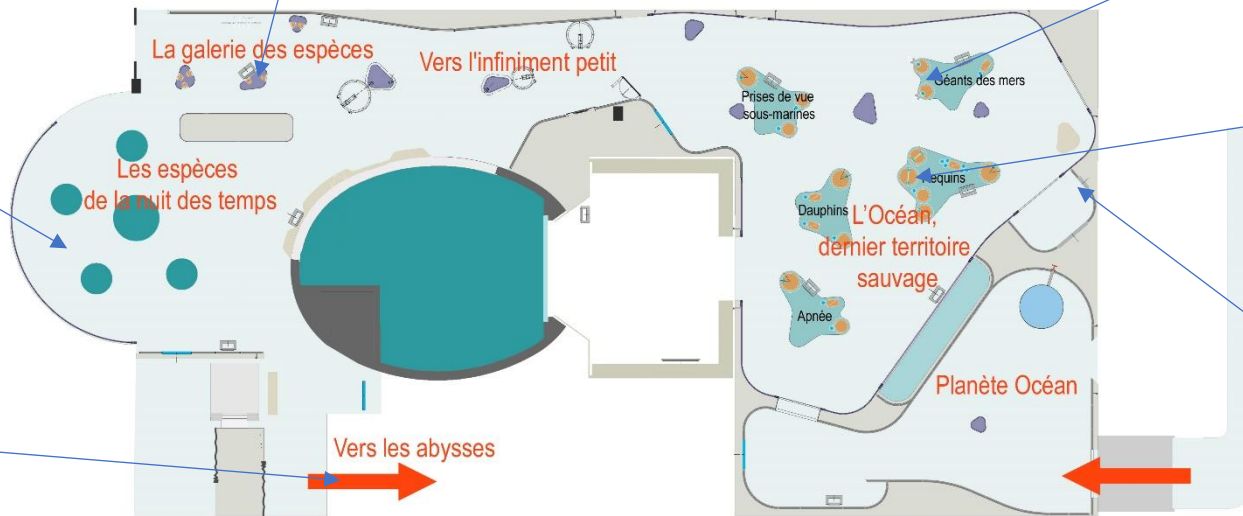 La galerie des espèces
Vers l'infiniment petit
Prises de vue
sous-marines
Géants des mers
Les espèces
de la nuit des temps
Requins
Dauphins
L'Océan,
dernier territoire
sauvage
Apnée
Planète Océan
Vers les abysses